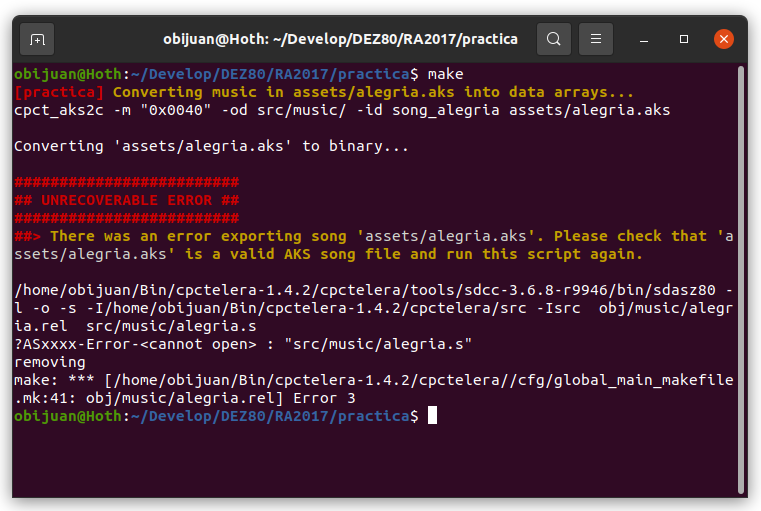 obijuan@Hoth: ~/Develop/DEZ80/RA2017/practica
obijuan@Hoth:~/Develop/DEZ80/RA2017/practica$ make
[practica] Converting music in assets/alegria.aks into data arrays...
cpct_aks2c -m "0x0040" -od src/music/ -id song_alegria assets/alegria.aks
Converting 'assets/alegria.aks' to binary...
#########################
## UNRECOVERABLE ERROR ##
#########################
##> There was an error exporting song 'assets/alegria.aks'. Please check that 'a
ssets/alegria.aks' is a valid AKS song file and run this script again.
/home/obijuan/Bin/cpctelera-1.4.2/cpctelera/tools/sdcc-3.6.8-r9946/bin/sdasz80 -
l -o -s -I/home/obijuan/Bin/cpctelera-1.4.2/cpctelera/src -Isrc  obj/music/alegr
ia.rel  src/music/alegria.s
?ASxxxx-Error-<cannot open> : "src/music/alegria.s"
removing
make: *** [/home/obijuan/Bin/cpctelera-1.4.2/cpctelera//cfg/global_main_makefile
.mk:41: obj/music/alegria.rel] Error 3
obijuan@Hoth:~/Develop/DEZ80/RA2017/practica$